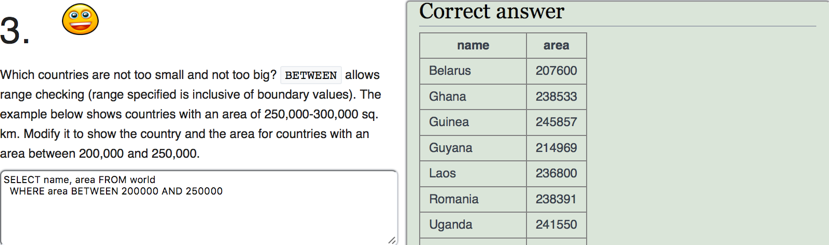 3.
Which countries are not too small and not too big? BETWEEN allows
range checking (range specified is inclusive of boundary values). The
example below shows countries with an area of 250,000-300,000 sq.
km. Modify it to show the country and the area for countries with an
area between 200,000 and 250,000.
SELECT name, area FROM world
WHERE area BETWEEN 200000 AND 250000
Correct answer
name area
Belarus 207600
Ghana 238533
Guinea 245857
Guyana 214969
Laos 236800
Romania 238391
Uganda 241550